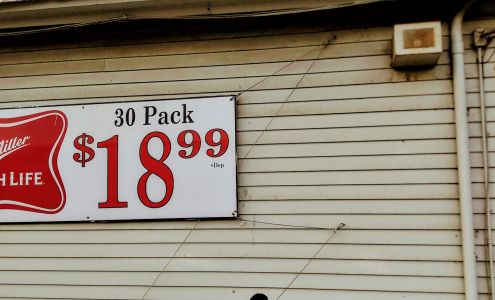 30 Pack
Miller
H LIFE.
$18 99
+Dep